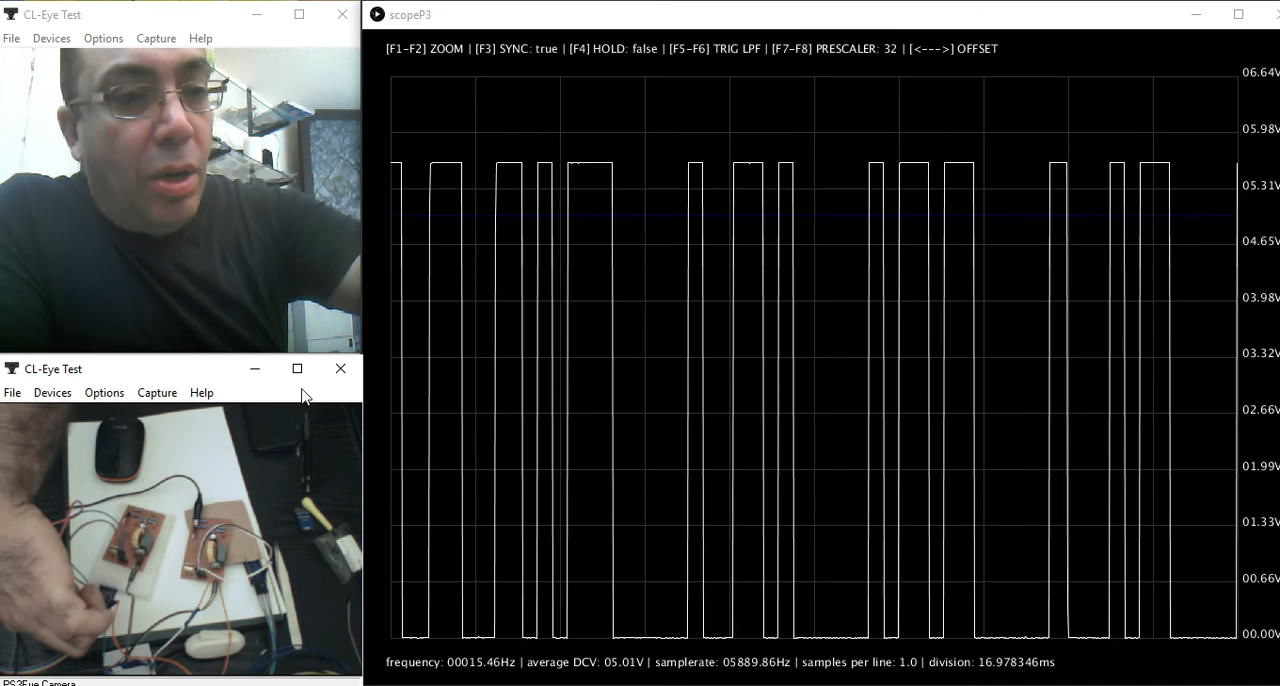 CL-Eye Test
File Devices Options Capture Help
CL-Eye Test
File Devices Options Capture Help
PS3Eye Camera
scopeP3
[F1-F2] ZOOM | [F3] SYNC: true | [F4] HOLD: false | [F5-F6] TRIG LPF | [F7-F8] PRESCALER: 32 | [<--->] OFFSET
06.64V
05.98V
05.31V
04.65V
03.98V
03.32V
02.66V
01.99V
01.33V
00.66V
00.00V
frequency: 00015.46Hz | average DCV: 05.01V | samplerate: 05889.86Hz | samples per line: 1.0 | division: 16.978346ms